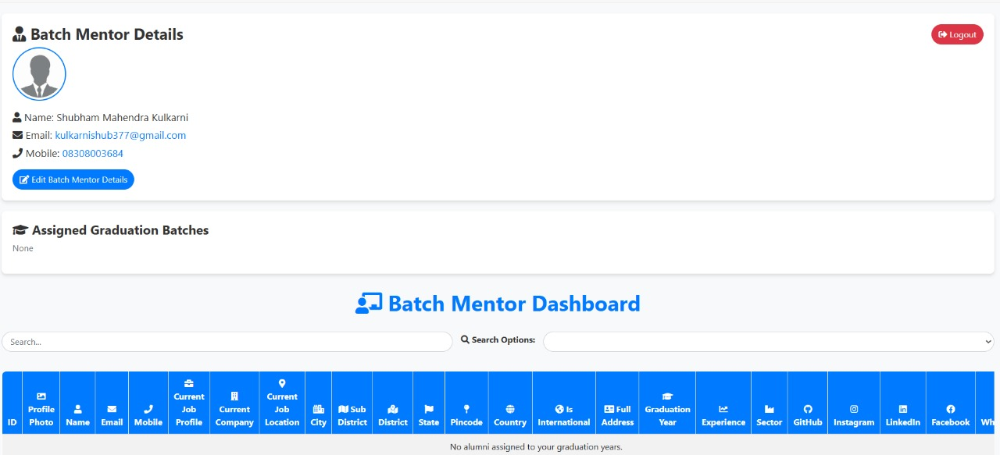 Batch Mentor Details
Logout
Name: Shubham Mahendra Kulkarni
Email: kulkarnishub377@gmail.com
Mobile: 08308003684
Edit Batch Mentor Details
Assigned Graduation Batches
None
Batch Mentor Dashboard
Search...
Search Options:
ID
Profile
Photo
Name
Email
Mobile
Current
Job
Profile
Current
Company
Current
Job
Location
City
Sub
District
District
State
Pincode
Country
Is
International
Full
Address
Graduation
Year
Experience
Sector
GitHub
Instagram
LinkedIn
Facebook
Wh
No alumni assigned to your graduation years.